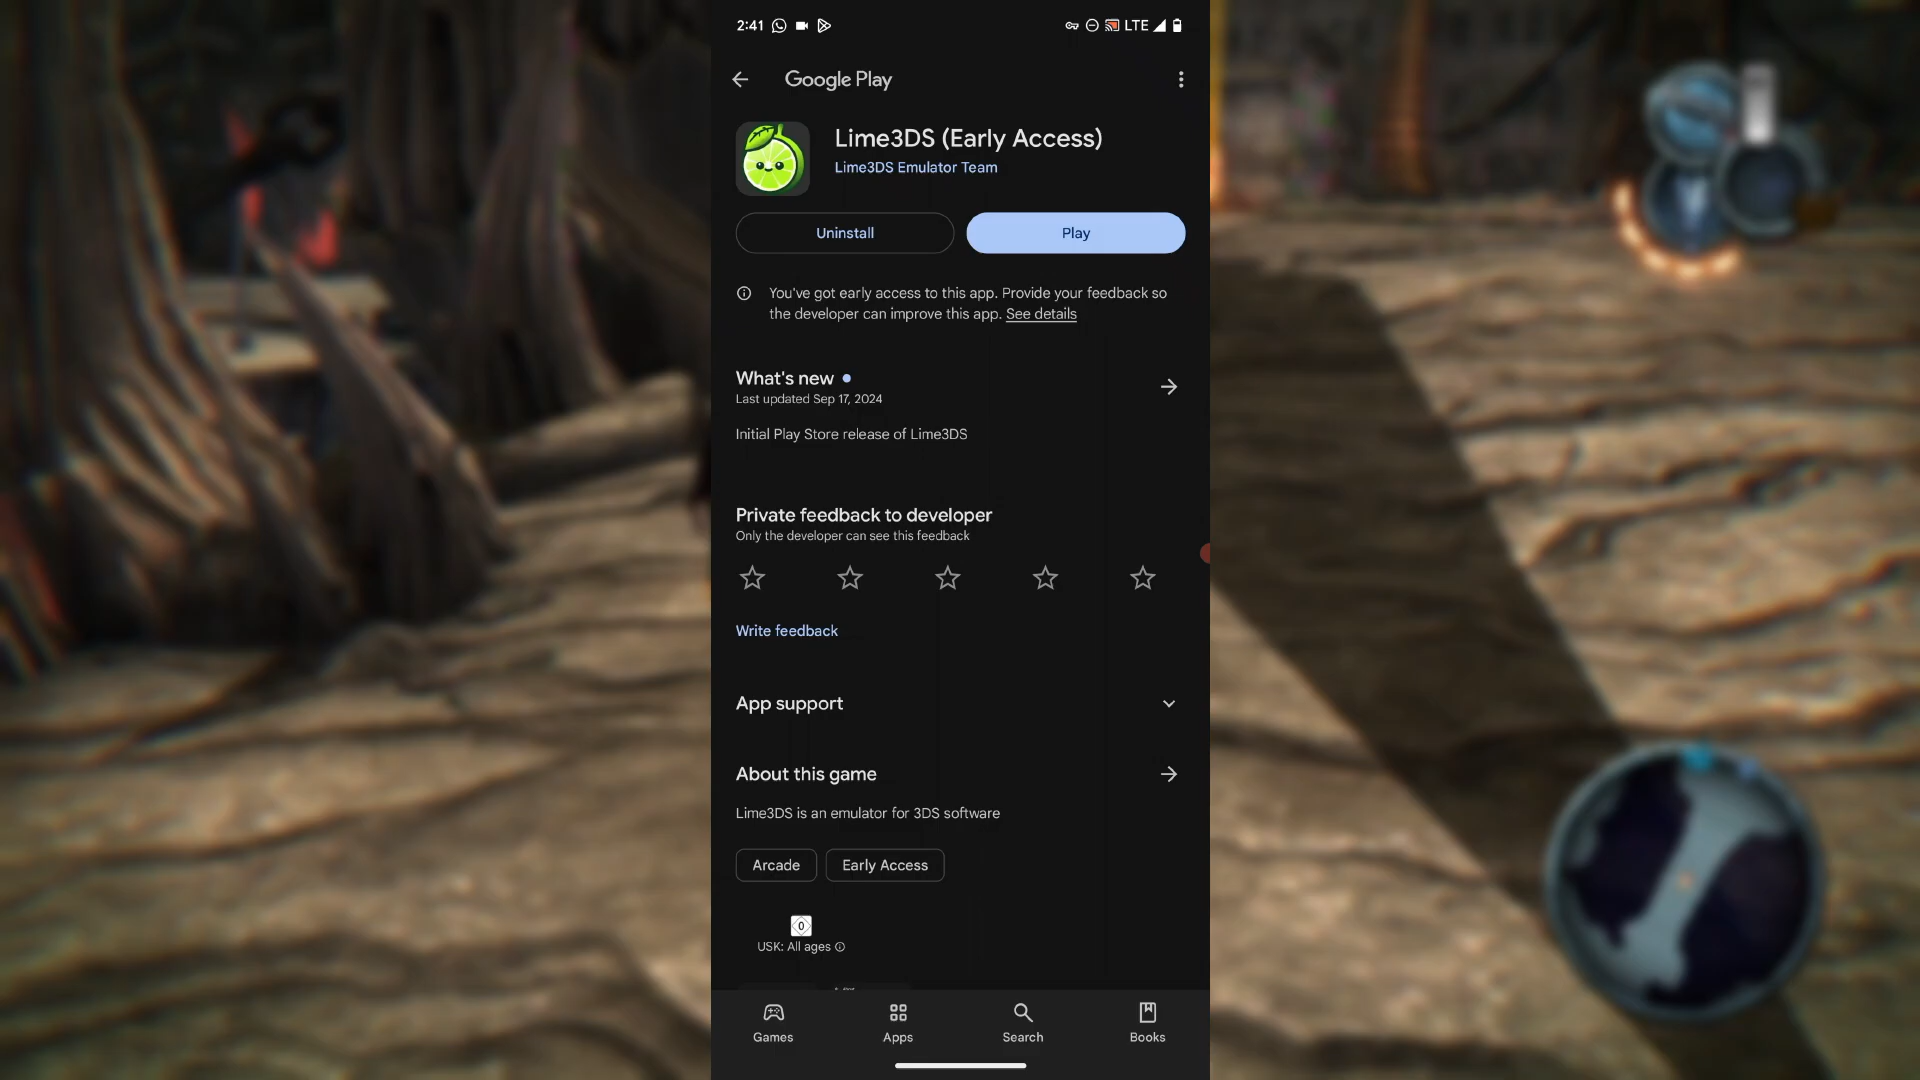 2:41
LTE
Google Play
Lime3DS (Early Access)
Lime3DS Emulator Team
Uninstall
Play
You've got early access to this app. Provide your feedback so
the developer can improve this app. See details
What's new
Last updated Sep 17, 2024
Initial Play Store release of Lime3DS
Private feedback to developer
Only the developer can see this feedback
Write feedback
App support
About this game
Lime3DS is an emulator for 3DS software
Arcade
Early Access
0
USK: All ages
Games
Apps
Search
Books